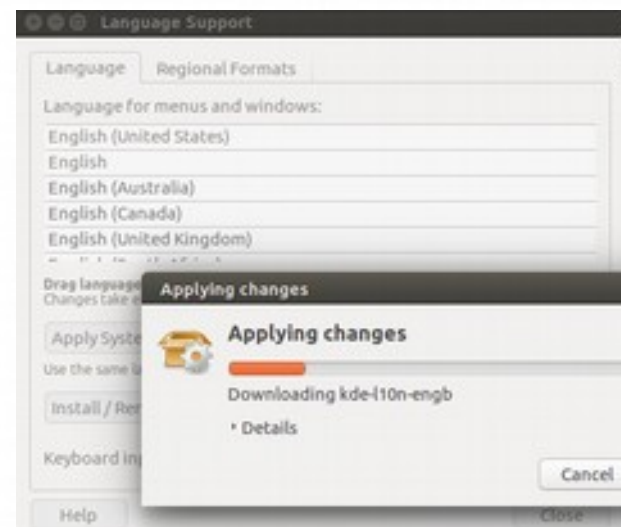 Language Support
Language Regional Formats
Language for menus and windows:
English (United States)
English
English (Australia)
English (Canada)
English (United Kingdom)
Drag language
Changes take e
Applying changes
Apply Syste
Applying changes
Use the same
Downloading kde-l10n-engb
Install / Re
Details
Keyboard in
Cancel
Help
Close